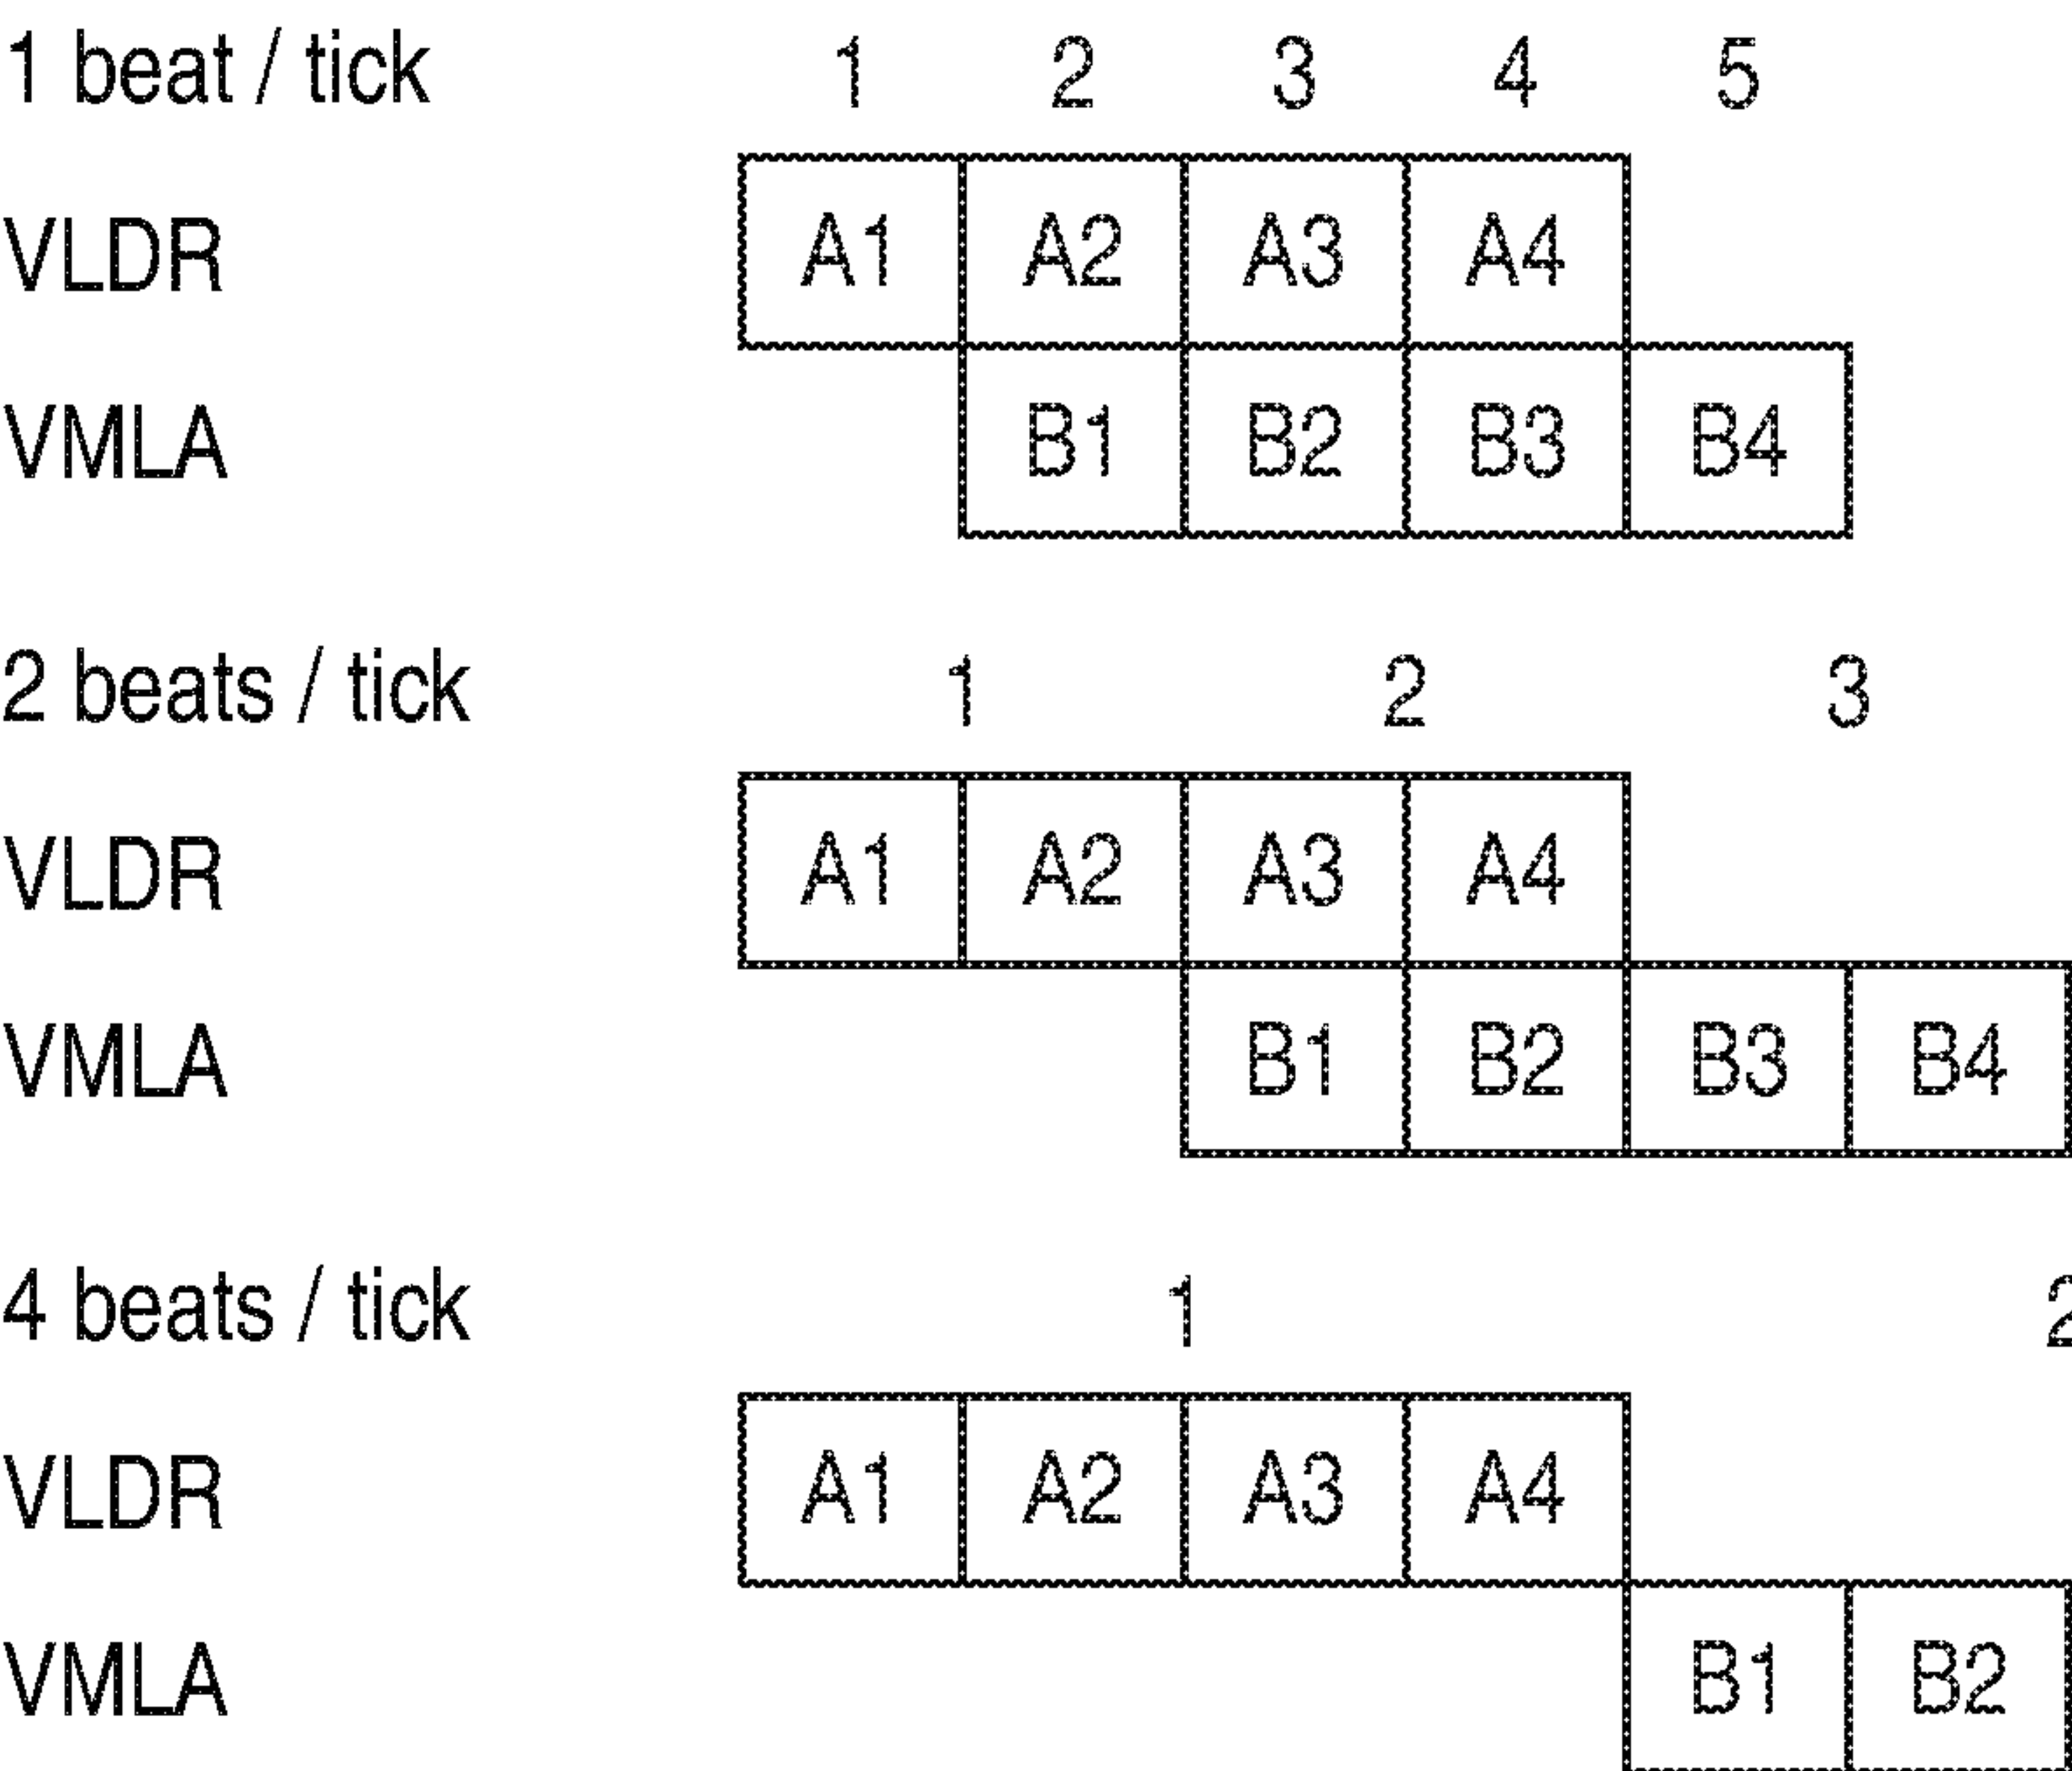 1 beat / tick 1 2 3 4 5
VLDR A1 A2 A3 A4
VMLA B1 B2 B3 B4
2 beats / tick 1 2 3
VLDR A1 A2 A3 A4
VMLA B1 B2 B3 B4
4 beats / tick 1 2
VLDR A1 A2 A3 A4
VMLA B1 B2